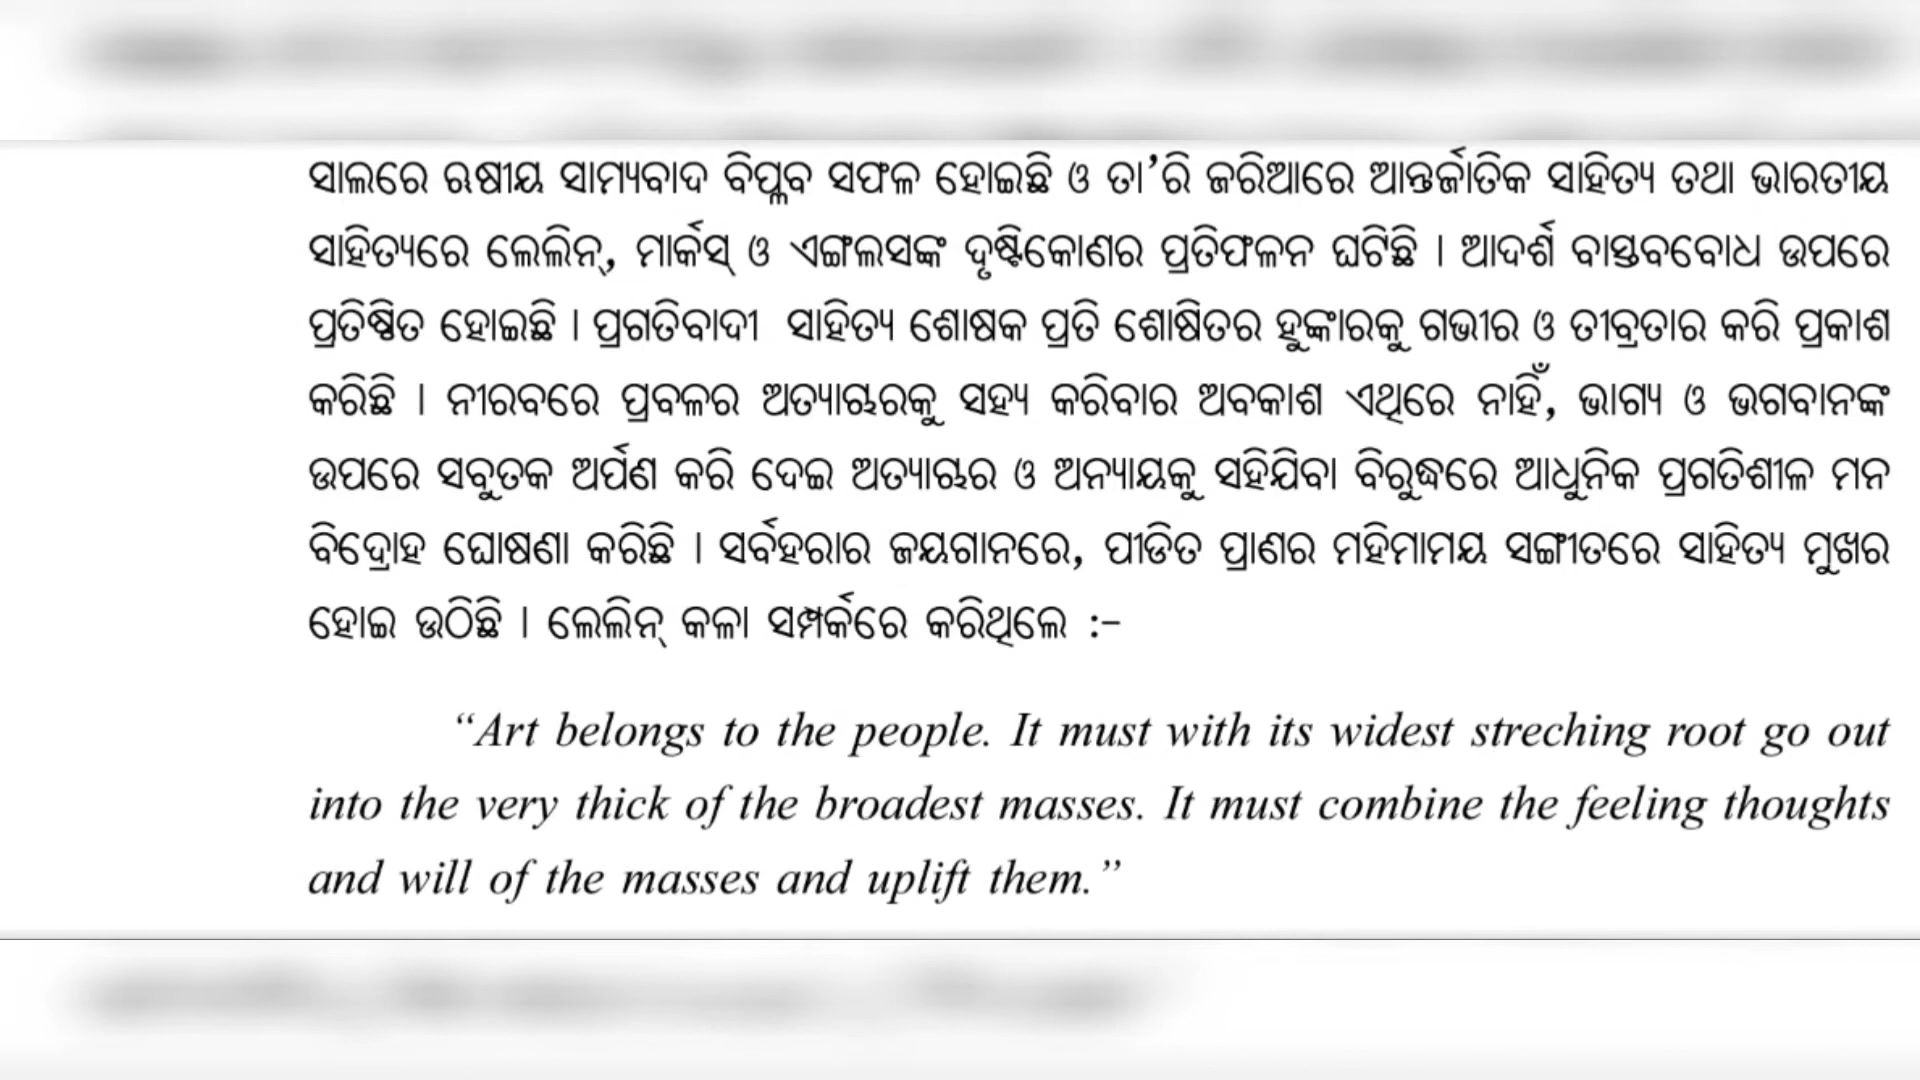 ସାଲରେ ଋଷୀୟ ସାମ୍ୟବାଦ ବିପ୍ଳବ ସଫଳ ହୋଇଛି ଓ ତା’ରି ଜରିଆରେ ଆନ୍ତର୍ଜାତିକ ସାହିତ୍ୟ ତଥା ଭାରତୀୟ
ସାହିତ୍ୟରେ ଲେଲିନ୍, ମାର୍କସ୍ ଓ ଏଙ୍ଗଲସଙ୍କ ଦୃଷ୍ଟିକୋଣର ପ୍ରତିଫଳନ ଘଟିଛି । ଆଦର୍ଶ ବାସ୍ତବବୋଧ ଉପରେ
ପ୍ରତିଷ୍ଠିତ ହୋଇଛି । ପ୍ରଗତିବାଦୀ ସାହିତ୍ୟ ଶୋଷକ ପ୍ରତି ଶୋଷିତର ହୁଙ୍କାରକୁ ଗଭୀର ଓ ତୀବ୍ରତାର କରି ପ୍ରକାଶ
କରିଛି । ନୀରବରେ ପ୍ରବଳର ଅତ୍ୟାଚାରକୁ ସହ୍ୟ କରିବାର ଅବକାଶ ଏଥିରେ ନାହିଁ, ଭାଗ୍ୟ ଓ ଭଗବାନଙ୍କ
ଉପରେ ସବୁତକ ଅର୍ପଣ କରି ଦେଇ ଅତ୍ୟାଚାର ଓ ଅନ୍ୟାୟକୁ ସହିଯିବା ବିରୁଦ୍ଧରେ ଆଧୁନିକ ପ୍ରଗତିଶୀଳ ମନ
ବିଦ୍ରୋହ ଘୋଷଣା କରିଛି । ସର୍ବହରାର ଜୟଗାନରେ, ପୀଡିତ ପ୍ରାଣର ମହିମାମୟ ସଙ୍ଗୀତରେ ସାହିତ୍ୟ ମୁଖର
ହୋଇ ଉଠିଛି । ଲେଲିନ୍ କଳା ସମ୍ପର୍କରେ କରିଥିଲେ :–
“Art belongs to the people. It must with its widest streching root go out
into the very thick of the broadest masses. It must combine the feeling thoughts
and will of the masses and uplift them.”